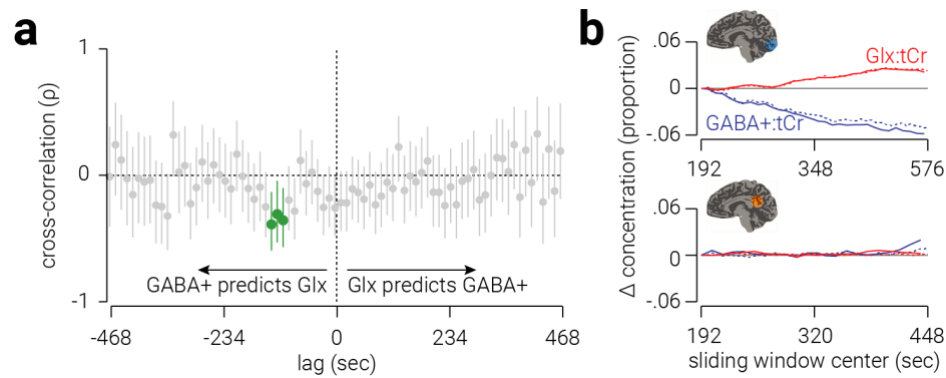 a
cross-correlation (ρ)
1
0
-1
GABA+ predicts Glx
Glx predicts GABA+
-468 -234 0 234 468
lag (sec)
b
Δ concentration (proportion)
.06
0
-.06
Glx:tCr
GABA+:tCr
192 348 576
.06
0
-.06
192 320 448
sliding window center (sec)